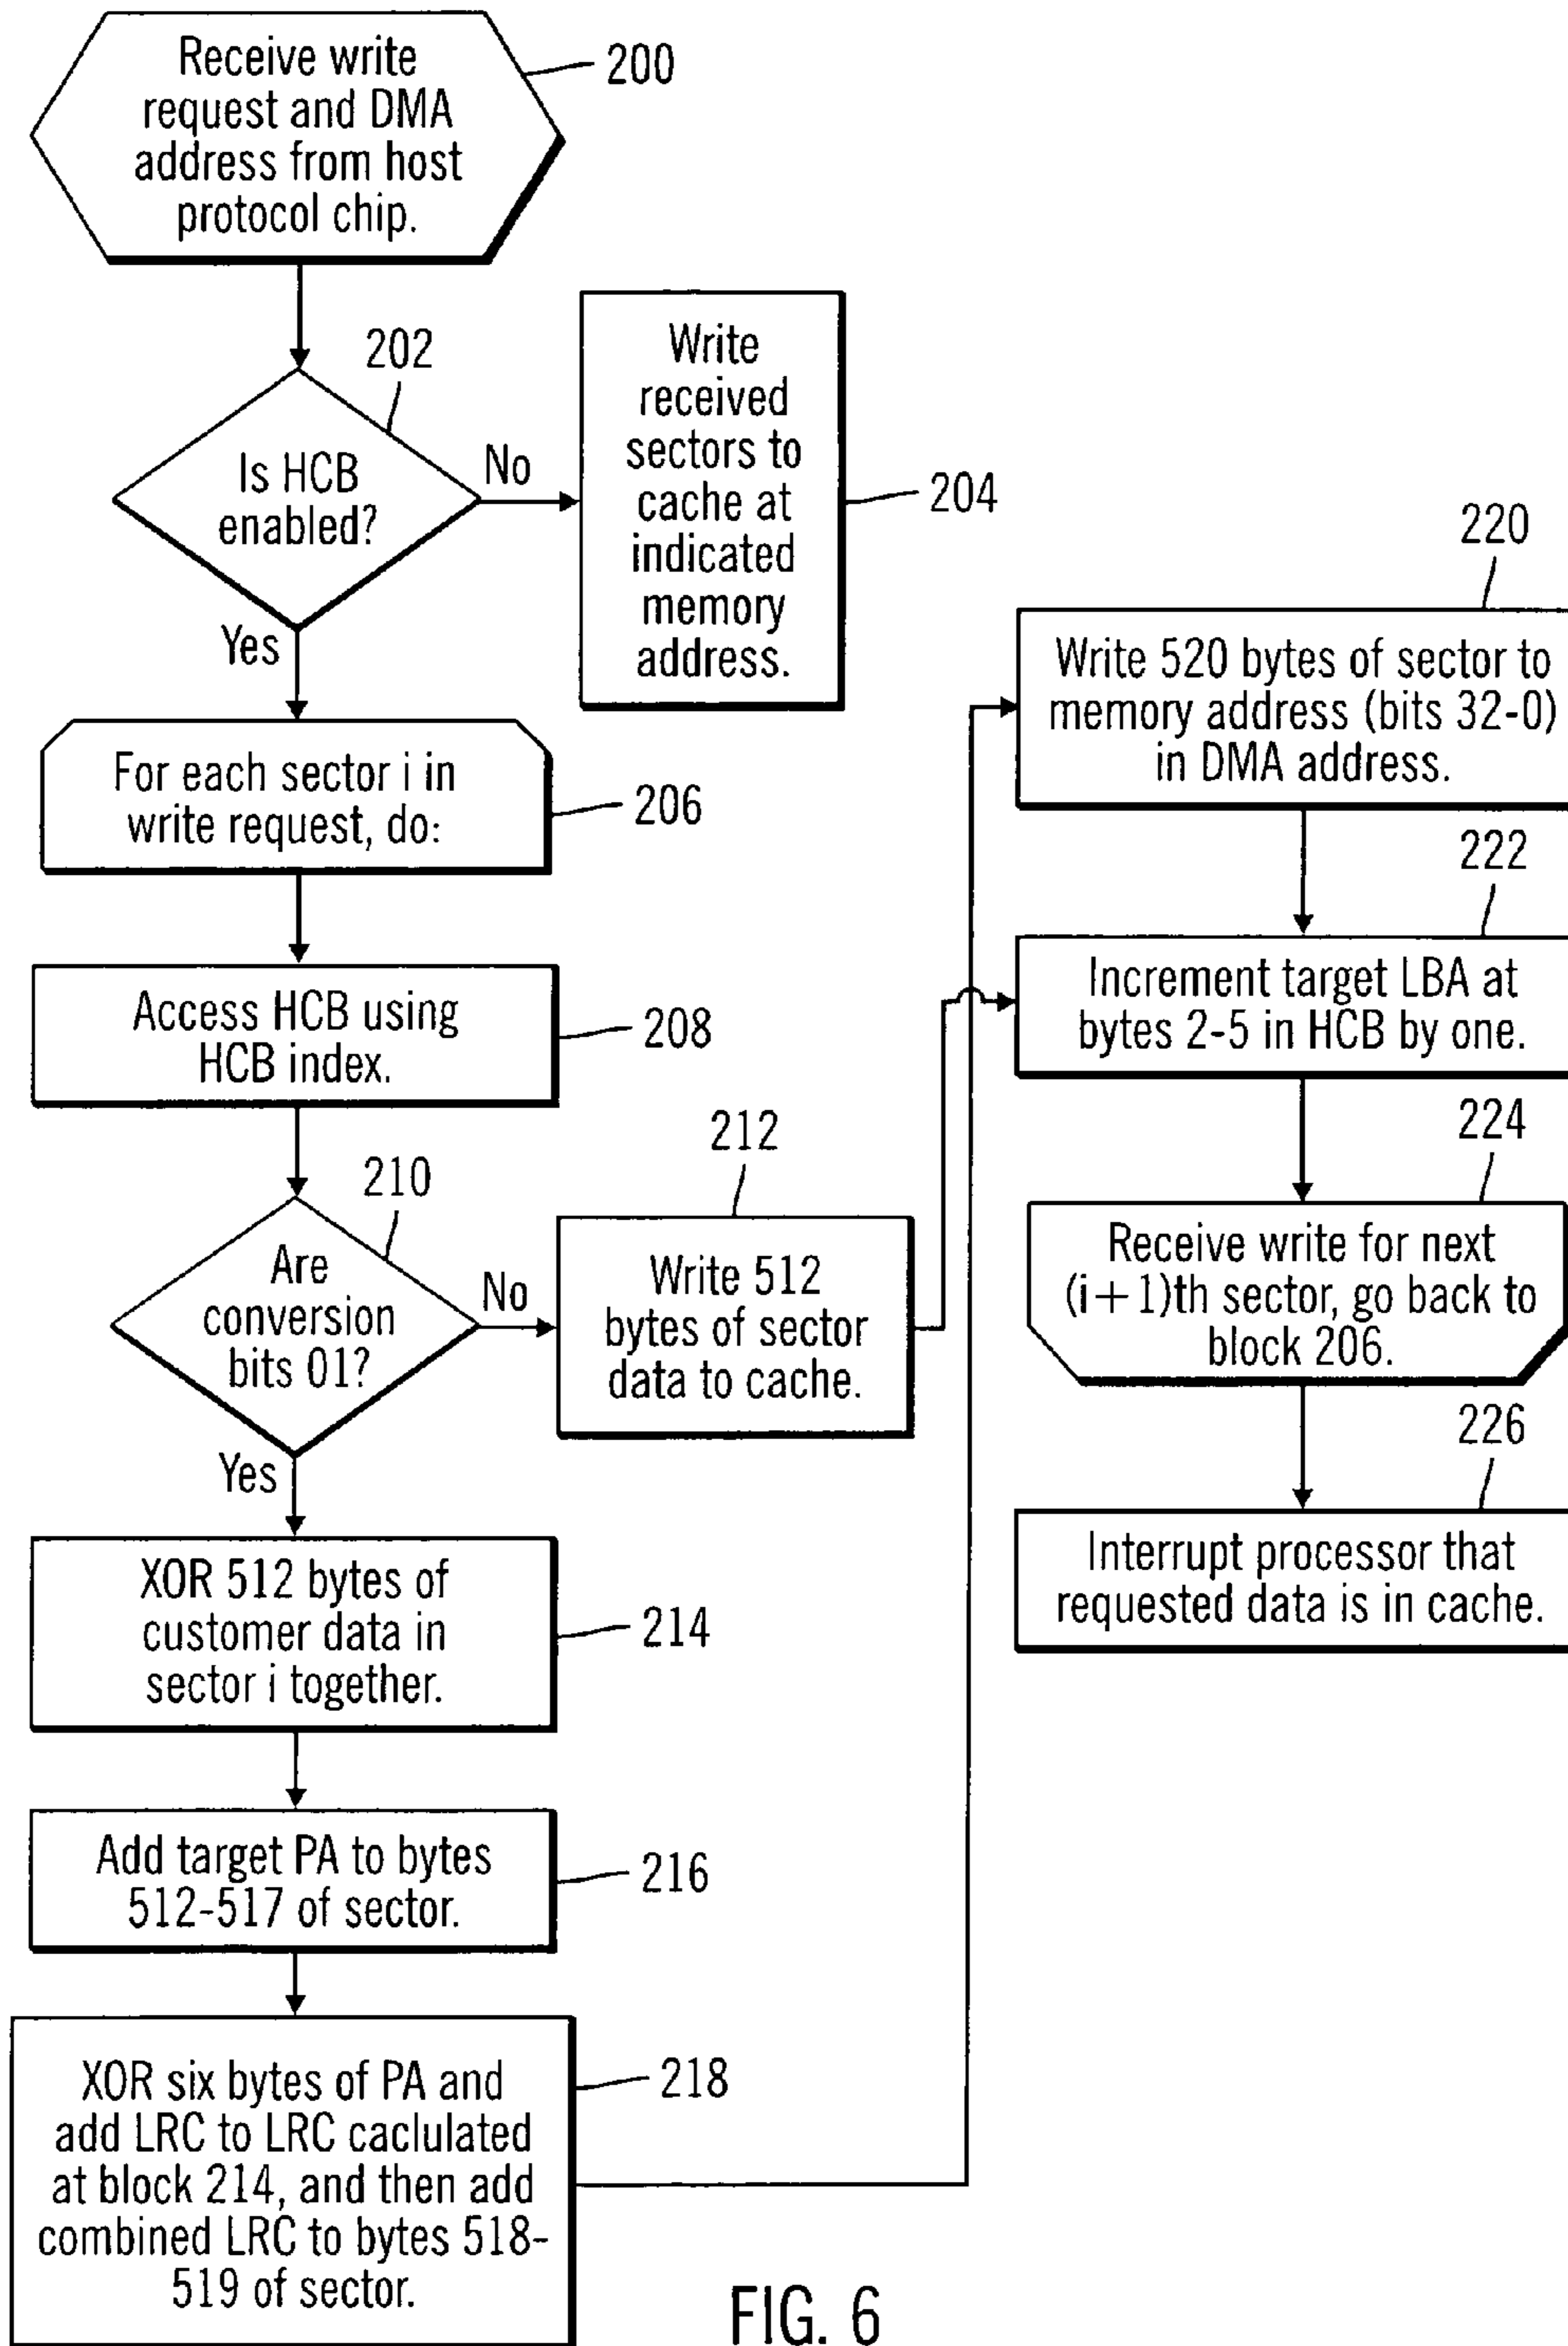 Receive write
request and DMA
address from host
protocol chip.
200
202
Is HCB
enabled?
No
Yes
Write
received
sectors to
cache at
indicated
memory
address.
204
For each sector i in
write request, do:
206
Access HCB using
HCB index.
208
210
Are
conversion
bits 01?
No
Yes
212
Write 512
bytes of sector
data to cache.
XOR 512 bytes of
customer data in
sector i together.
214
Add target PA to bytes
512-517 of sector.
216
XOR six bytes of PA and
add LRC to LRC caclulated
at block 214, and then add
combined LRC to bytes 518-
519 of sector.
218
220
Write 520 bytes of sector to
memory address (bits 32-0)
in DMA address.
222
Increment target LBA at
bytes 2-5 in HCB by one.
224
Receive write for next
(i+1)th sector, go back to
block 206.
226
Interrupt processor that
requested data is in cache.
FIG. 6